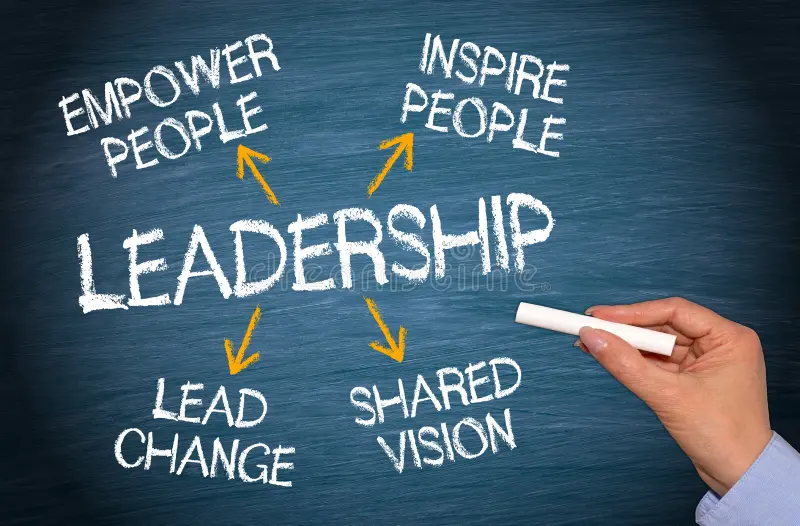 EMPOWER
PEOPLE
INSPIRE
PEOPLE
LEADERSHIP
LEAD
CHANGE
SHARED
VISION